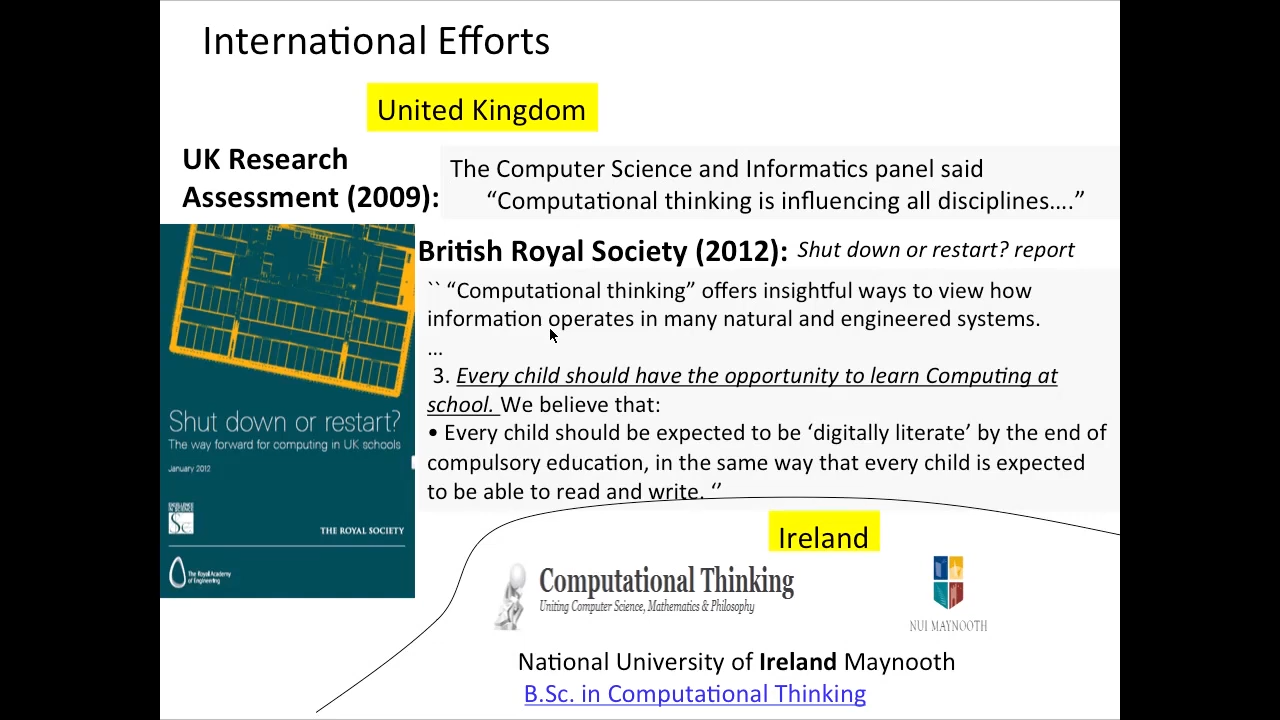 International Efforts
United Kingdom
UK Research
Assessment (2009):
The Computer Science and Informatics panel said
“Computational thinking is influencing all disciplines….”
British Royal Society (2012): Shut down or restart? report
`` “Computational thinking” offers insightful ways to view how
information operates in many natural and engineered systems.
…
3. Every child should have the opportunity to learn Computing at
school. We believe that:
• Every child should be expected to be ‘digitally literate’ by the end of
compulsory education, in the same way that every child is expected
to be able to read and write. ‘’
Shut down or restart?
The way forward for computing in UK schools
January 2012
THE ROYAL SOCIETY
The Royal Academy
of Engineering
Ireland
Computational Thinking
Uniting Computer Science, Mathematics & Philosophy
NUI MAYNOOTH
National University of Ireland Maynooth
B.Sc. in Computational Thinking